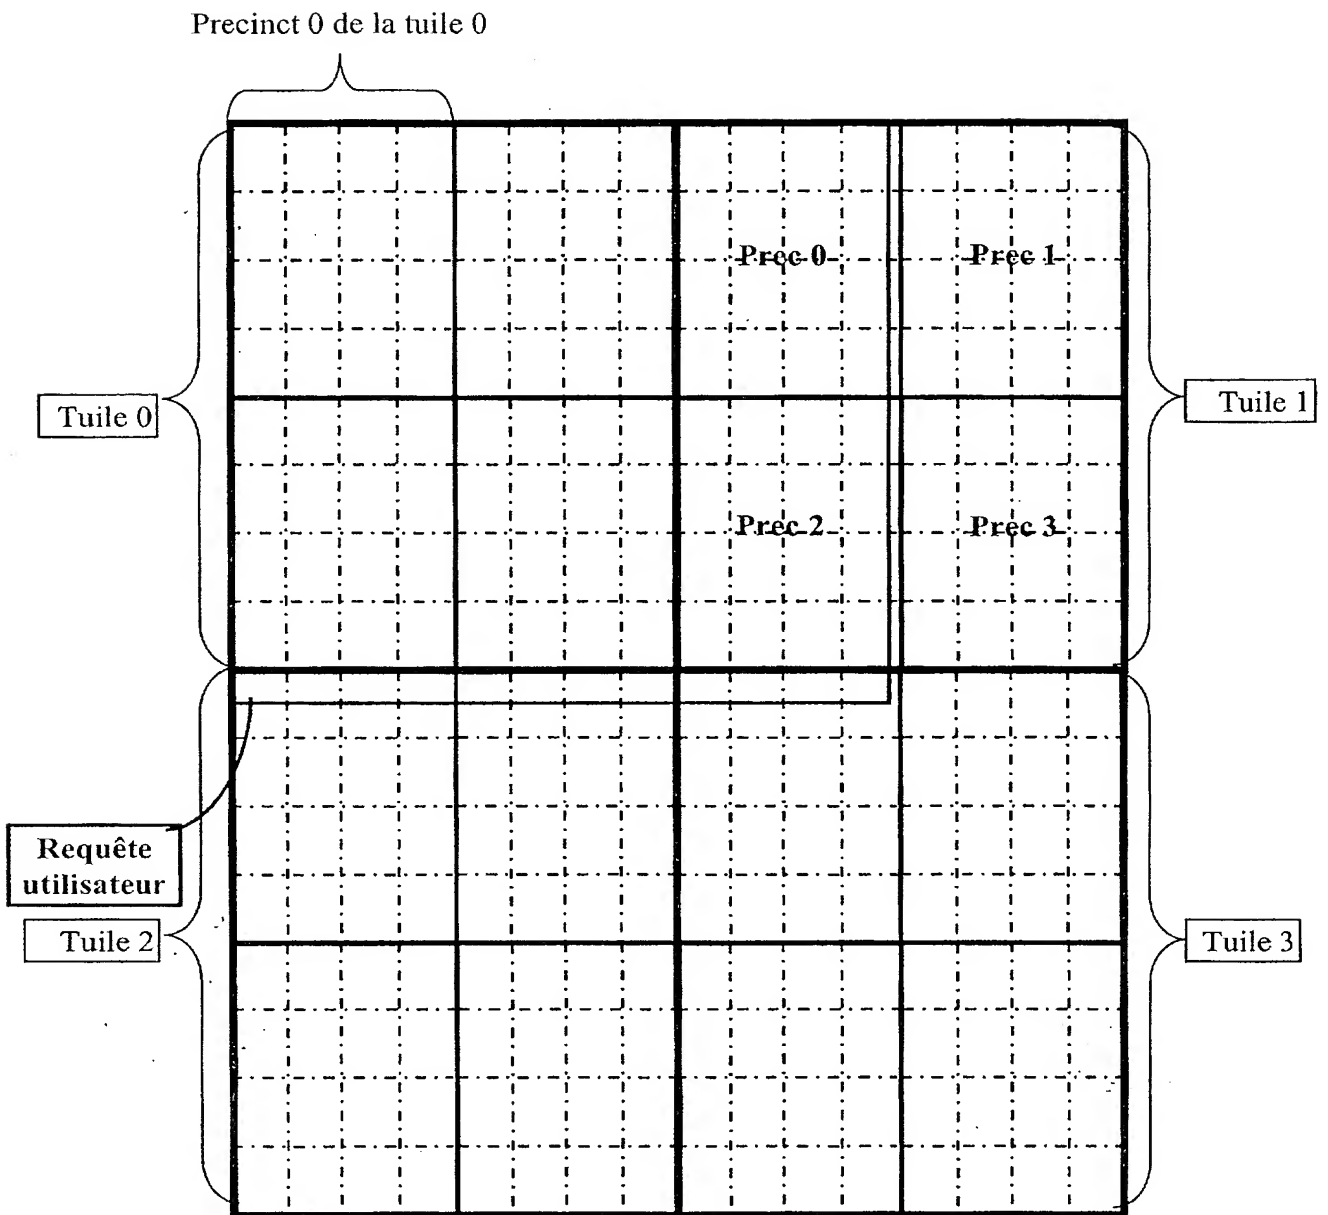 Precinct 0 de la tuile 0
Prec 0
Prec 1
Tuile 0
Tuile 1
Prec 2
Prec 3
Requête
utilisateur
Tuile 2
Tuile 3